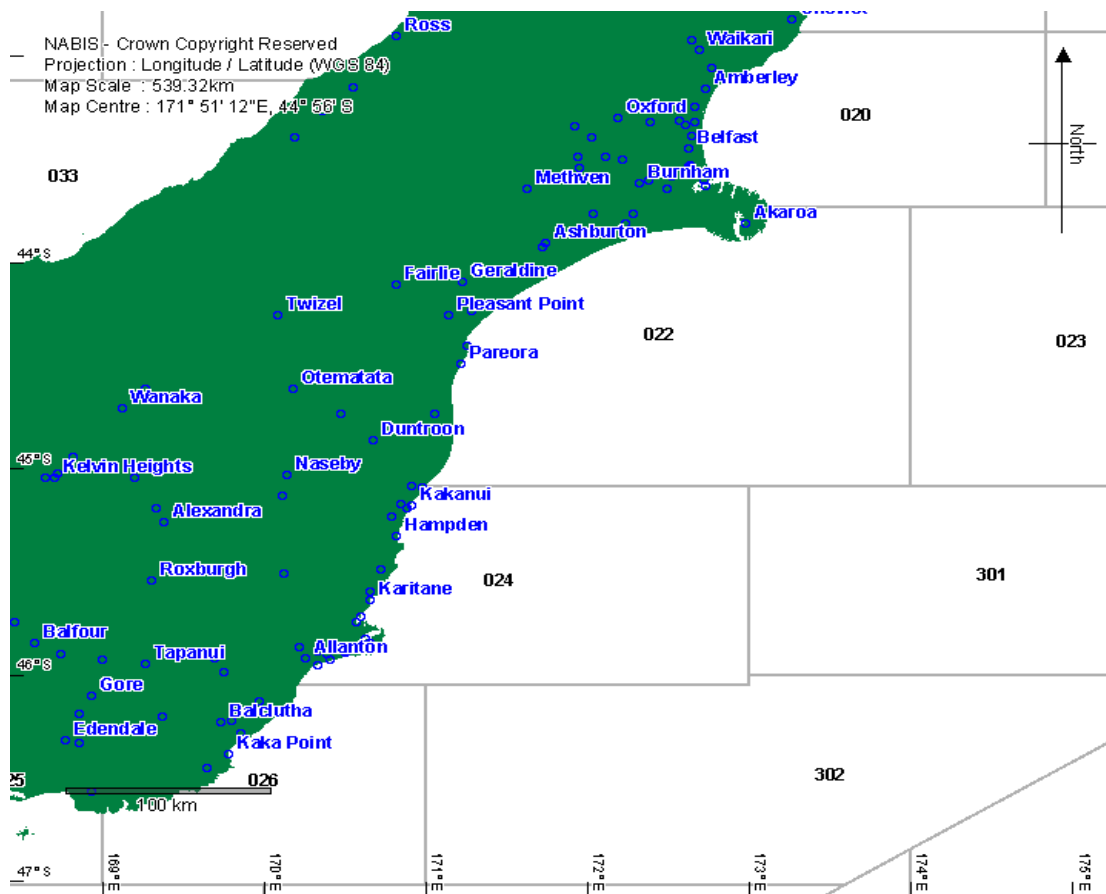 Ross
Waikari
NABIS - Crown Copyright Reserved
Projection : Longitude / Latitude (WGS 84)
Map Scale : 539.32km
Map Centre : 171° 51' 12"E, 44° 56' S
Amberley
Oxford
020
Belfast
North
033
Methven
Burnham
Akaroa
Ashburton
44°S
Fairlie
Geraldine
Twizel
Pleasant Point
022
023
Pareora
Otematata
Wanaka
Duntroon
45°S
Kelvin Heights
Naseby
Kakanui
Alexandra
Hampden
Roxburgh
024
301
Karitane
Balfour
Tapanui
Allanton
46°S
Gore
Balclutha
Edendale
Kaka Point
25
026
302
100 km
47°S
169°E
170°E
171°E
172°E
173°E
174°E
175°E